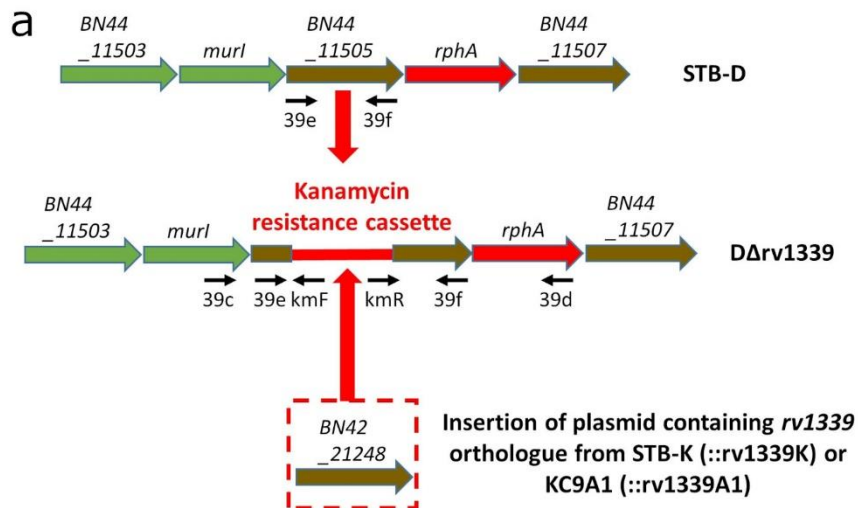 a
BN44 BN44 BN44
_11503 murI _11505 rphA _11507
STB-D
39e 39f
Kanamycin
resistance cassette
BN44 BN44
_11503 murI rphA _11507
DΔrv1339
39c 39e kmF kmR 39f 39d
BN42
_21248
Insertion of plasmid containing rv1339
orthologue from STB-K (::rv1339K) or
KC9A1 (::rv1339A1)